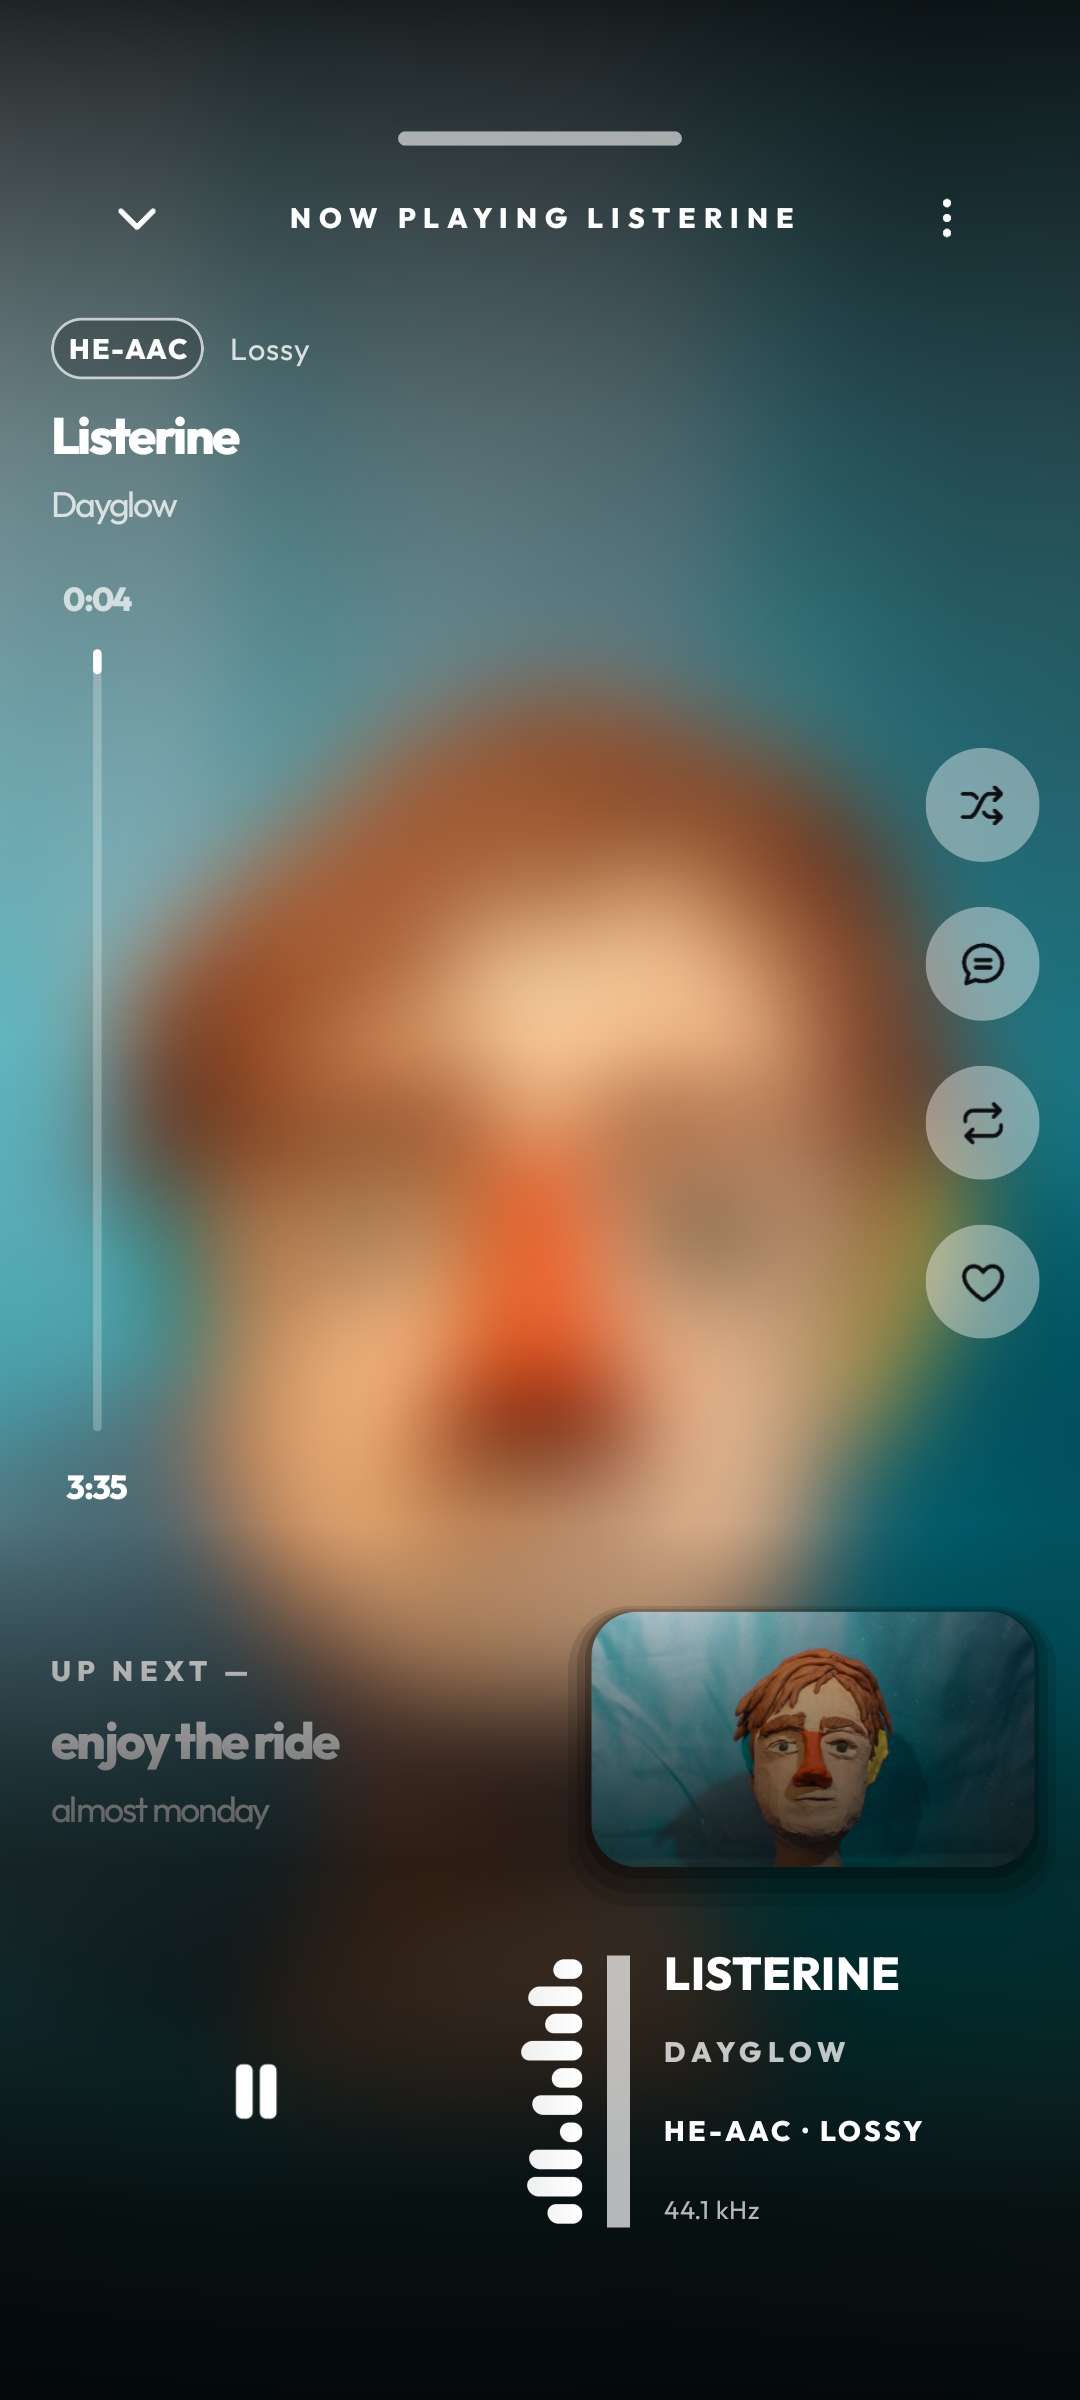 NOW PLAYING LISTERINE
HE-AAC Lossy
Listerine
Dayglow
0:04
3:35
UP NEXT —
enjoy the ride
almost monday
LISTERINE
DAYGLOW
HE-AAC · LOSSY
44.1 kHz